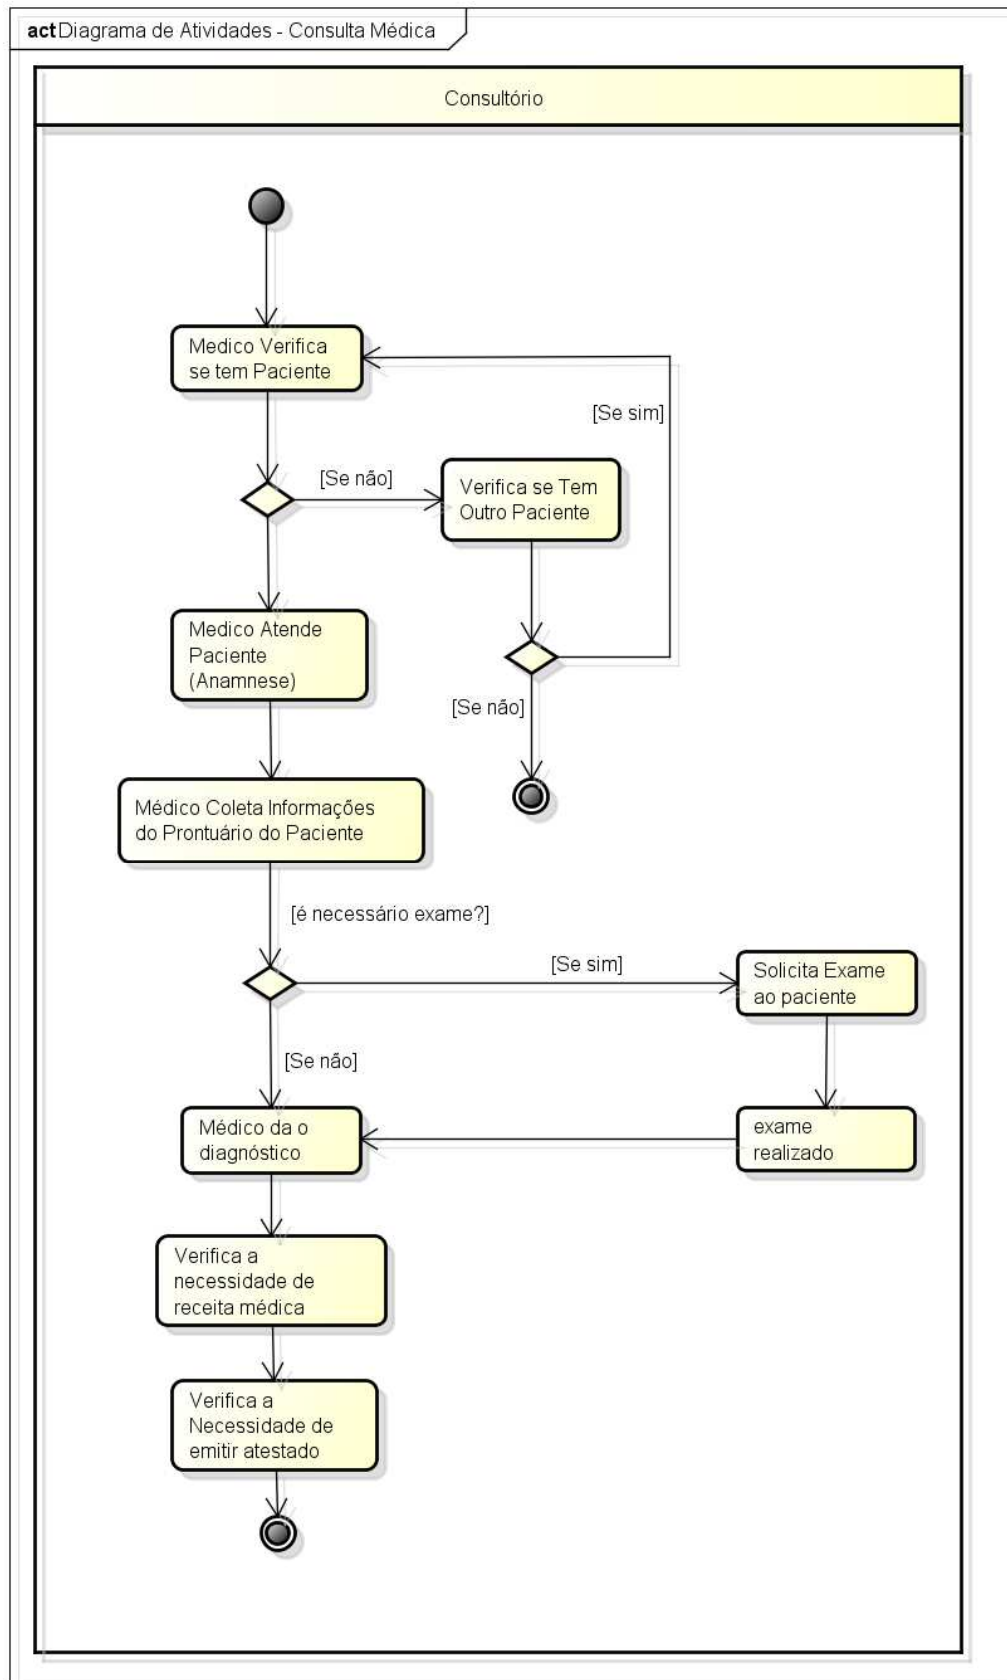 act Diagrama de Atividades - Consulta Médica
Consultório
Medico Verifica
se tem Paciente
[Se sim]
[Se não]
Verifica se Tem
Outro Paciente
Medico Atende
Paciente
(Anamnese)
[Se não]
Médico Coleta Informações
do Prontuário do Paciente
[é necessário exame?]
[Se sim]
Solicita Exame
ao paciente
[Se não]
Médico da o
diagnóstico
exame
realizado
Verifica a
necessidade de
receita médica
Verifica a
Necessidade de
emitir atestado